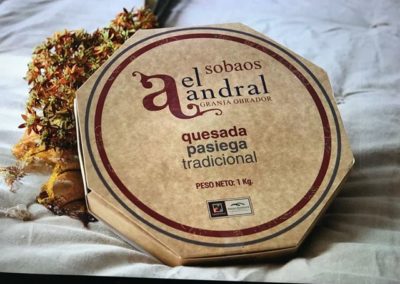 sobaos
a el andral
GRANJA OBRADOR
quesada
pasiega
tradicional
PESO NETO: 1 Kg.